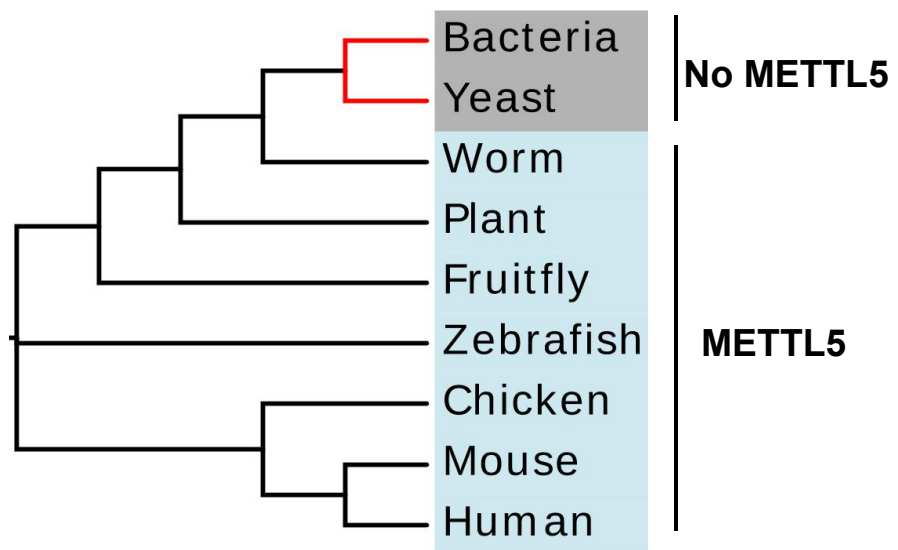 Bacteria
Yeast
No METTL5
Worm
Plant
Fruitfly
Zebrafish
Chicken
Mouse
Human
METTL5